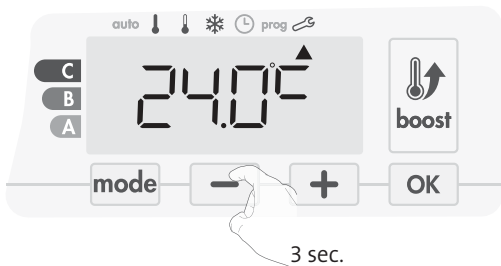 auto prog
C
24.0°C
B
A
boost
mode − + OK
3 sec.